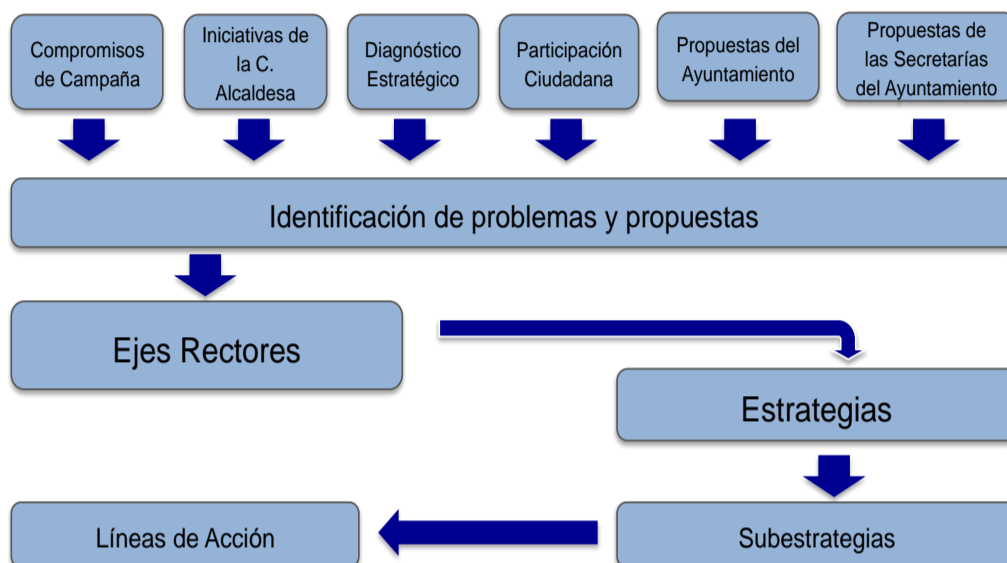 Compromisos
de Campaña
Iniciativas de
la C.
Alcaldesa
Diagnóstico
Estratégico
Participación
Ciudadana
Propuestas del
Ayuntamiento
Propuestas de
las Secretarías
del Ayuntamiento
Identificación de problemas y propuestas
Ejes Rectores
Estrategias
Subestrategias
Líneas de Acción